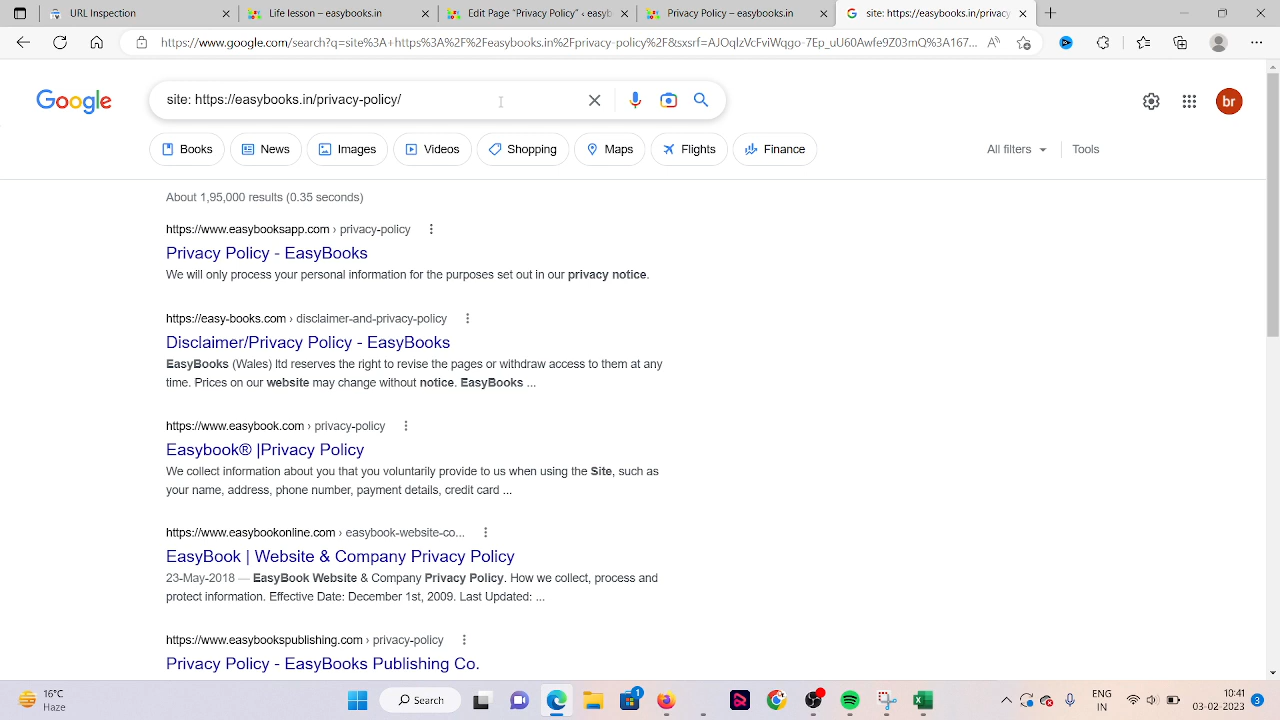 URL Inspection
Life lesson – easybooks.in
Edit Page "Privacy Policy" ‹ easyb
Privacy Policy – easybooks.in
site: https://easybooks.in/privacy
https://www.google.com/search?q=site%3A+https%3A%2F%2Feasybooks.in%2Fprivacy-policy%2F&sxsrf=AJOqlzVcFviWqgo-7Ep_uU60Awfe9Z03mQ%3A167...
Google
site: https://easybooks.in/privacy-policy/
br
Books
News
Images
Videos
Shopping
Maps
Flights
Finance
All filters
Tools
About 1,95,000 results (0.35 seconds)
https://www.easybooksapp.com › privacy-policy
Privacy Policy - EasyBooks
We will only process your personal information for the purposes set out in our privacy notice.
https://easy-books.com › disclaimer-and-privacy-policy
Disclaimer/Privacy Policy - EasyBooks
EasyBooks (Wales) ltd reserves the right to revise the pages or withdraw access to them at any
time. Prices on our website may change without notice. EasyBooks ...
https://www.easybook.com › privacy-policy
Easybook® |Privacy Policy
We collect information about you that you voluntarily provide to us when using the Site, such as
your name, address, phone number, payment details, credit card ...
https://www.easybookonline.com › easybook-website-co...
EasyBook | Website & Company Privacy Policy
23-May-2018 — EasyBook Website & Company Privacy Policy. How we collect, process and
protect information. Effective Date: December 1st, 2009. Last Updated: ...
https://www.easybookspublishing.com › privacy-policy
Privacy Policy - EasyBooks Publishing Co.
16°C
Haze
Search
1
ENG
IN
10:41
03-02-2023
3